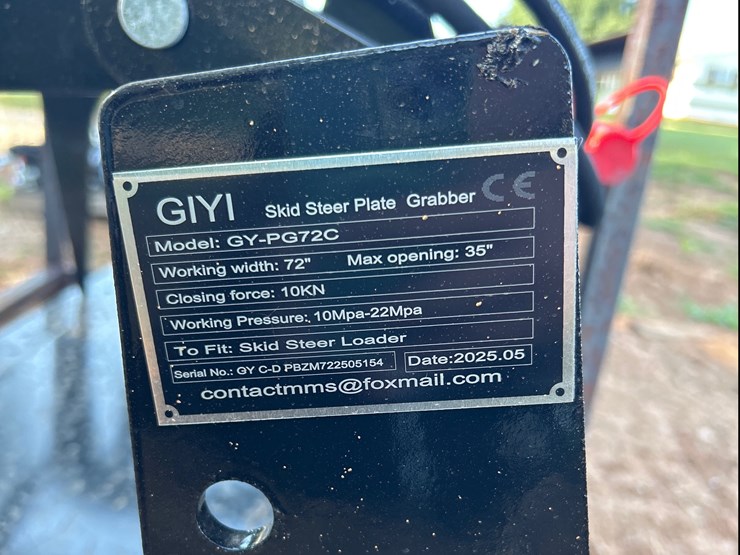 GIYI Skid Steer Plate Grabber CE
Model: GY-PG72C
Working width: 72" Max opening: 35"
Closing force: 10KN
Working Pressure: 10Mpa-22Mpa
To Fit: Skid Steer Loader
Serial No.: GY C-D PBZM722505154 Date:2025.05
contactmms@foxmail.com